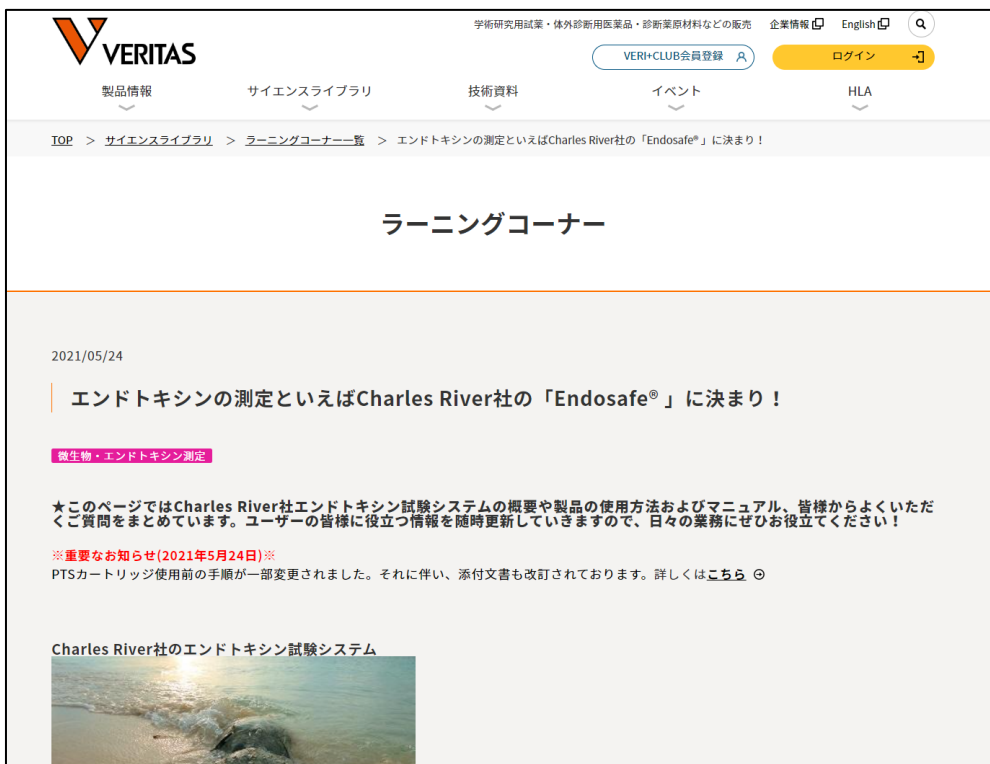 VERITAS
学術研究用試薬・体外診断用医薬品・診断薬原材料などの販売 企業情報 English
VERI+CLUB会員登録 ログイン
製品情報 サイエンスライブラリ 技術資料 イベント HLA
TOP > サイエンスライブラリ > ラーニングコーナー一覧 > エンドトキシンの測定といえばCharles River社の「Endosafe®」に決まり！
ラーニングコーナー
2021/05/24
エンドトキシンの測定といえばCharles River社の「Endosafe® 」に決まり！
微生物・エンドトキシン測定
★このページではCharles River社エンドトキシン試験システムの概要や製品の使用方法およびマニュアル、皆様からよくいただ
くご質問をまとめています。ユーザーの皆様に役立つ情報を随時更新していきますので、日々の業務にぜひお役立てください！
※重要なお知らせ(2021年5月24日)※
PTSカートリッジ使用前の手順が一部変更されました。それに伴い、添付文書も改訂されております。詳しくはこちら
Charles River社のエンドトキシン試験システム